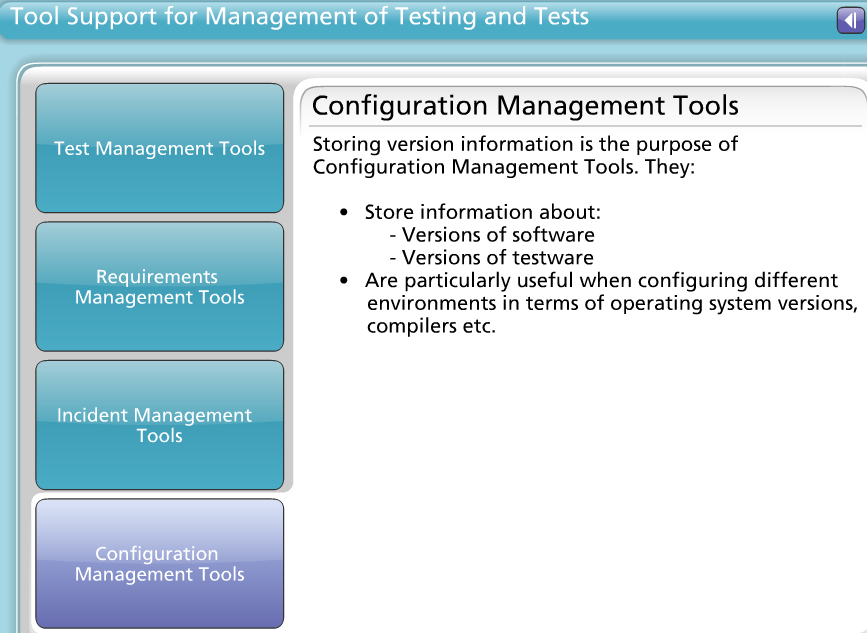 Tool Support for Management of Testing and Tests
Test Management Tools
Requirements
Management Tools
Incident Management
Tools
Configuration
Management Tools
Configuration Management Tools
Storing version information is the purpose of
Configuration Management Tools. They:
• Store information about:
- Versions of software
- Versions of testware
• Are particularly useful when configuring different
environments in terms of operating system versions,
compilers etc.